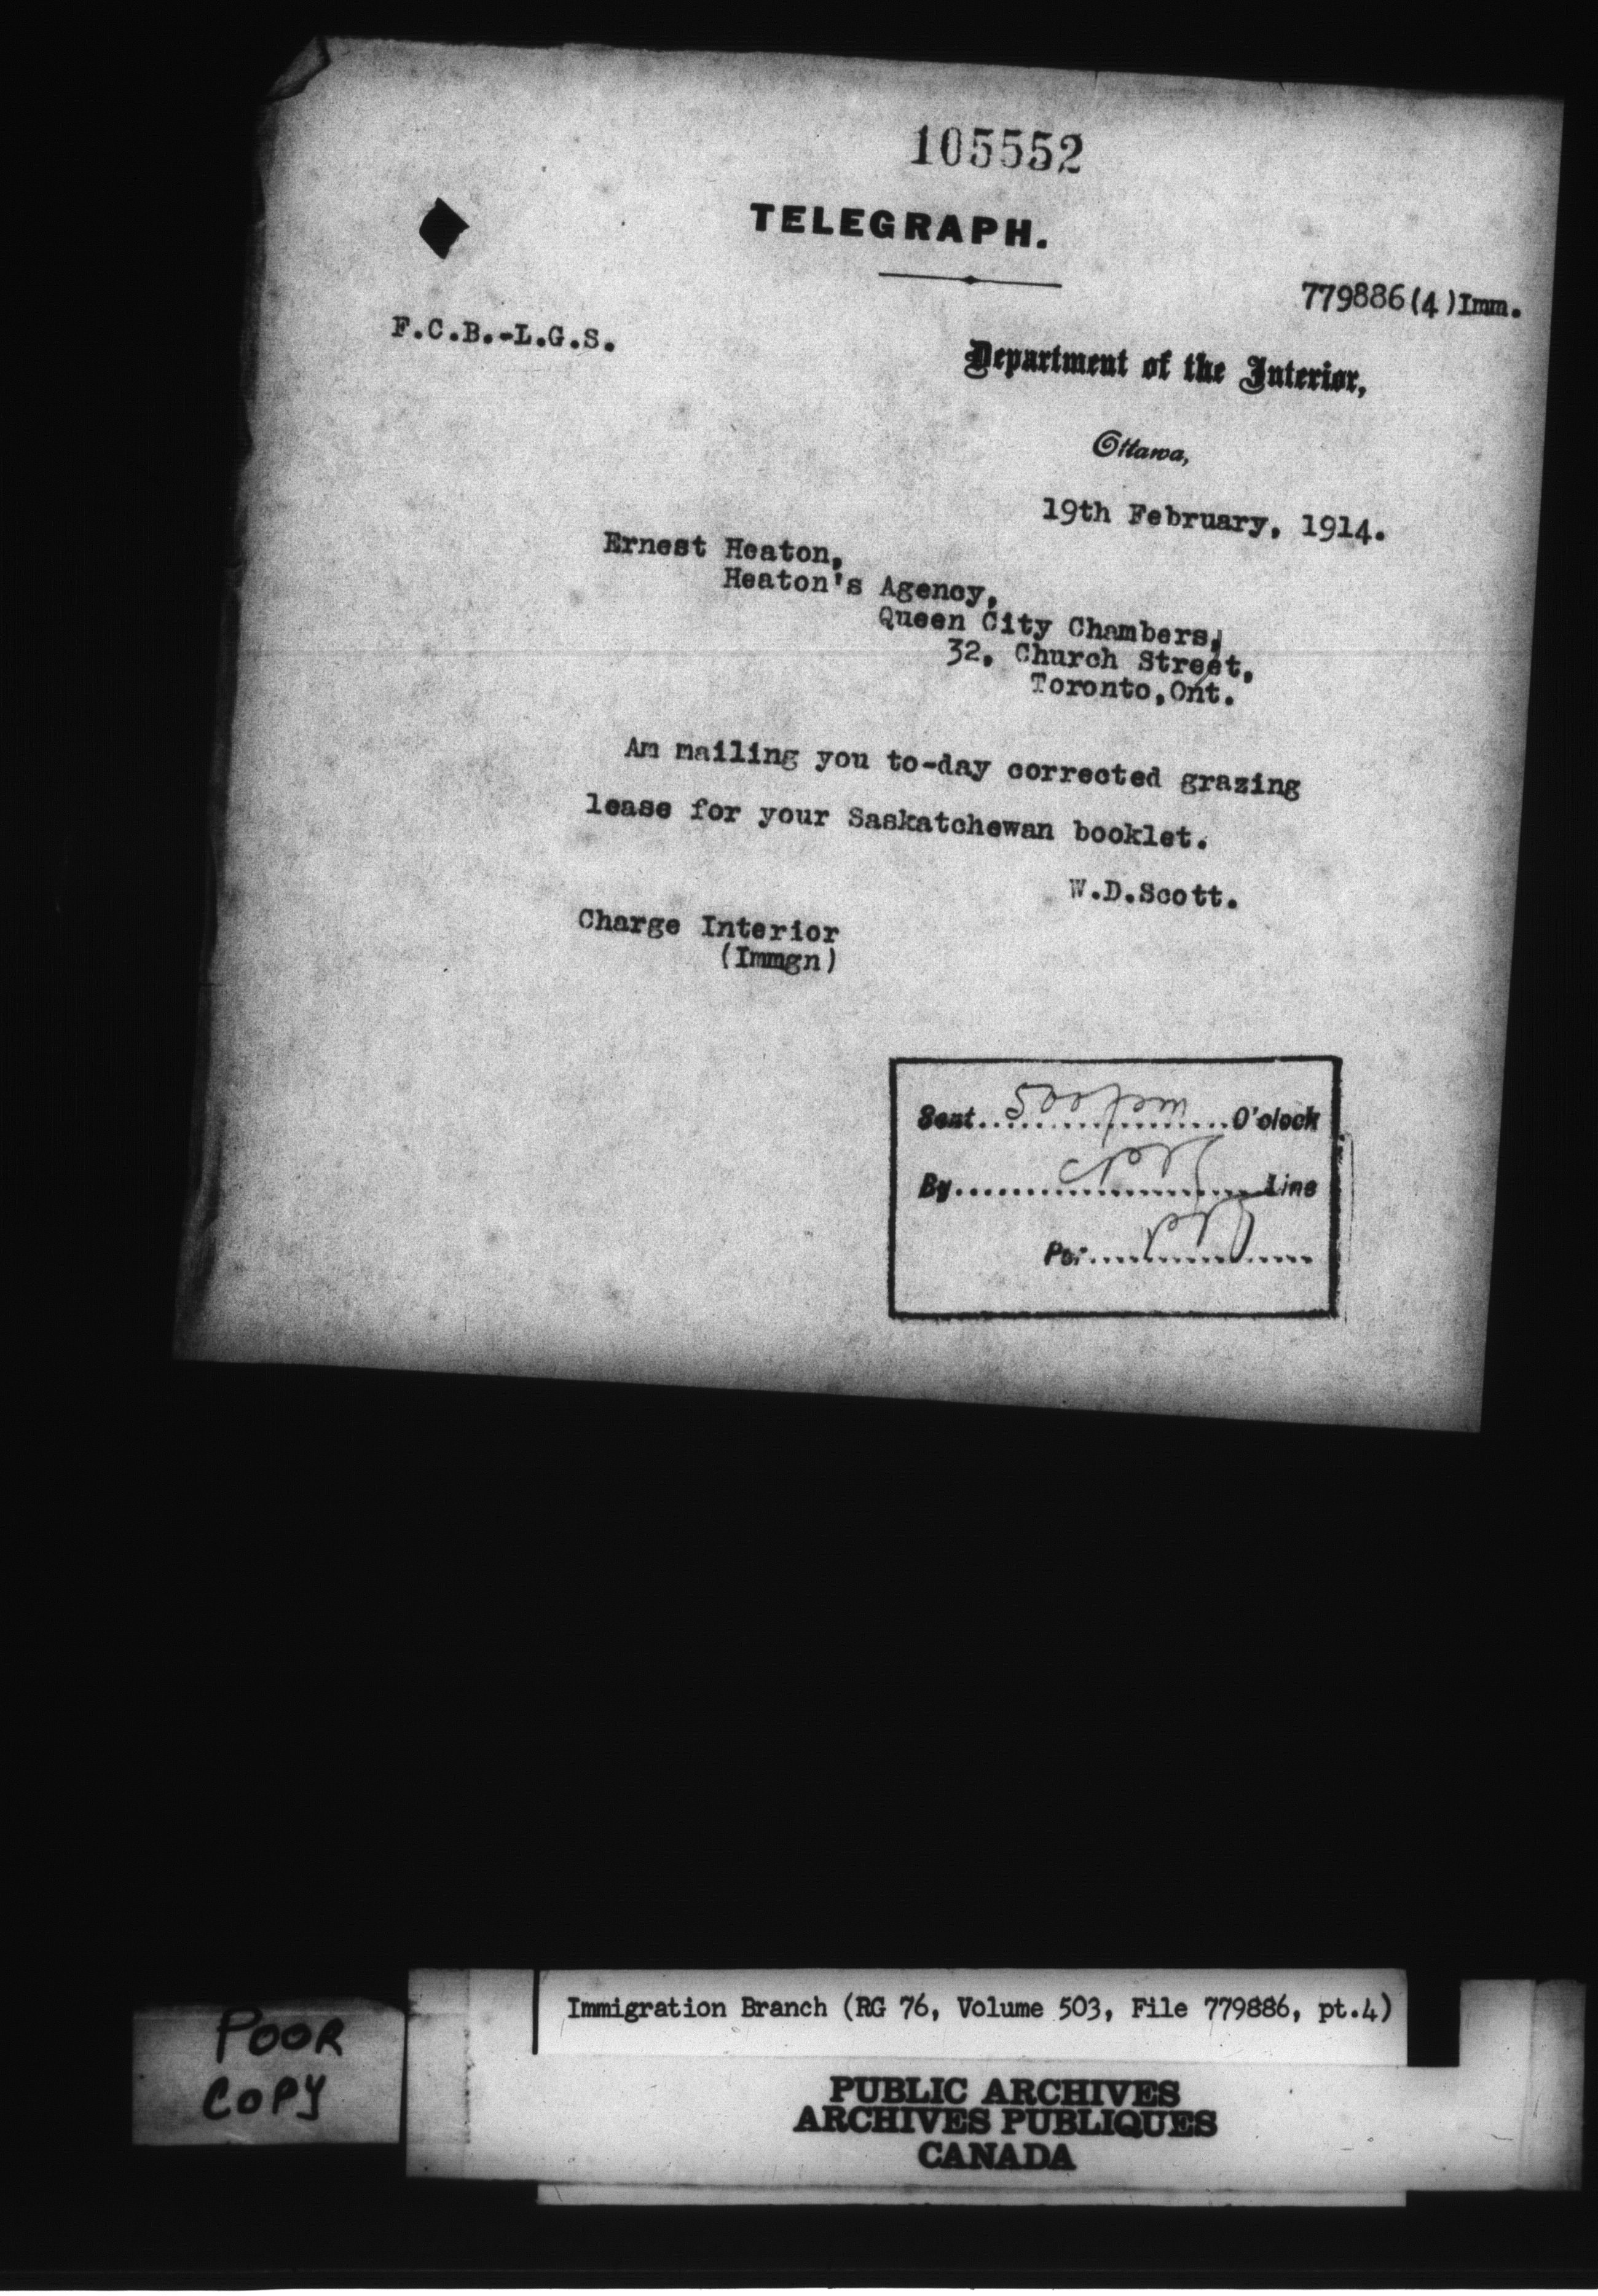 105552
TELEGRAPH.
779886(4)Imm.
F.C.B.-L.G.S.
Department of the Interior,
Ottawa,
19th February, 1914.
Ernest Heaton,
Heaton's Agency,
Queen City Chambers,
32, Church Street,
Toronto,Ont.
Am mailing you to-day corrected grazing
lease for your Saskatchewan booklet.
W.D.Scott.
Charge Interior
(Immgn)
Sent.................O'clock
By.....................Line
Per................
POOR
COPY
Immigration Branch (RG 76, Volume 503, File 779886, pt.4)
PUBLIC ARCHIVES
ARCHIVES PUBLIQUES
CANADA